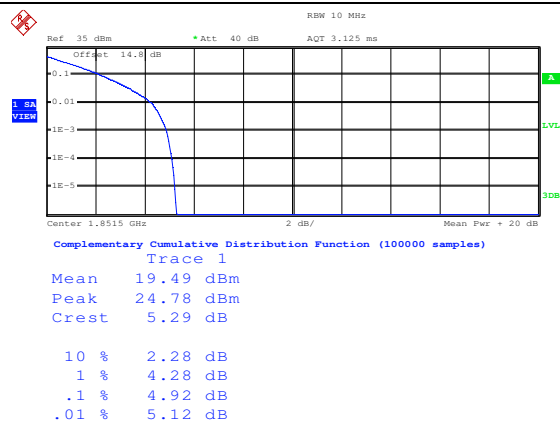 R S
RBW 10 MHz
Ref 35 dBm * Att 40 dB AQT 3.125 ms
Offset 14.8 dB
0.1
A
0.01
1 SA
VIEW
1E-3
LVL
1E-4
1E-5
3DB
Center 1.8515 GHz 2 dB/ Mean Pwr + 20 dB
Complementary Cumulative Distribution Function (100000 samples)
Trace 1
Mean 19.49 dBm
Peak 24.78 dBm
Crest 5.29 dB
10 % 2.28 dB
1 % 4.28 dB
.1 % 4.92 dB
.01 % 5.12 dB